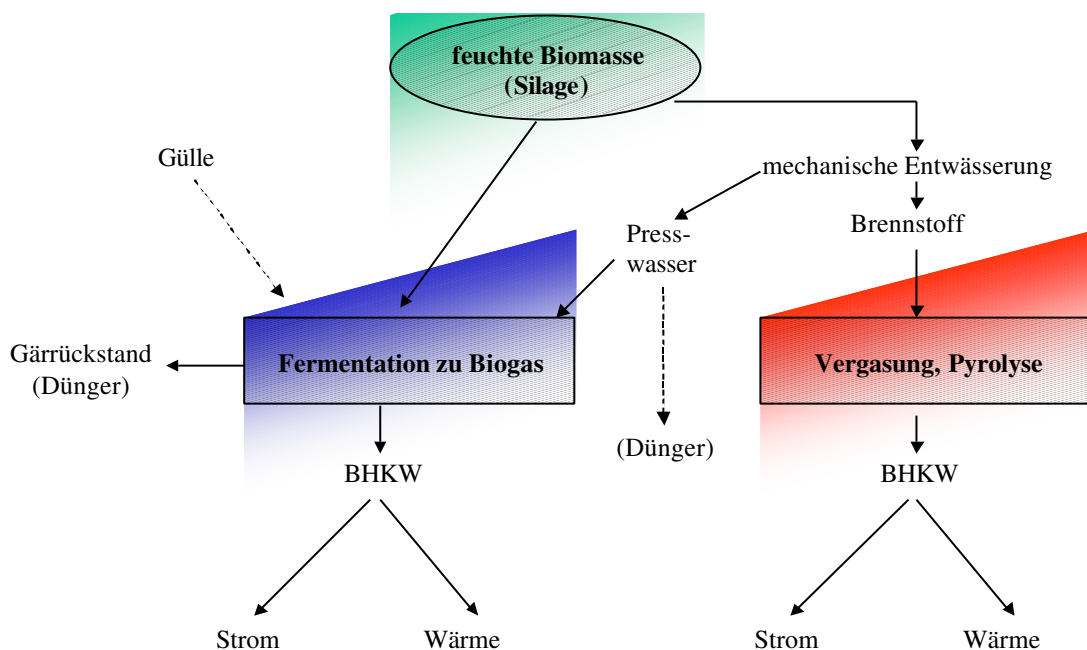 feuchte Biomasse
(Silage)
Gülle
mechanische Entwässerung
Brennstoff
Press-
wasser
Gärrückstand
(Dünger)
Fermentation zu Biogas
Vergasung, Pyrolyse
(Dünger)
BHKW
BHKW
Strom
Wärme
Strom
Wärme